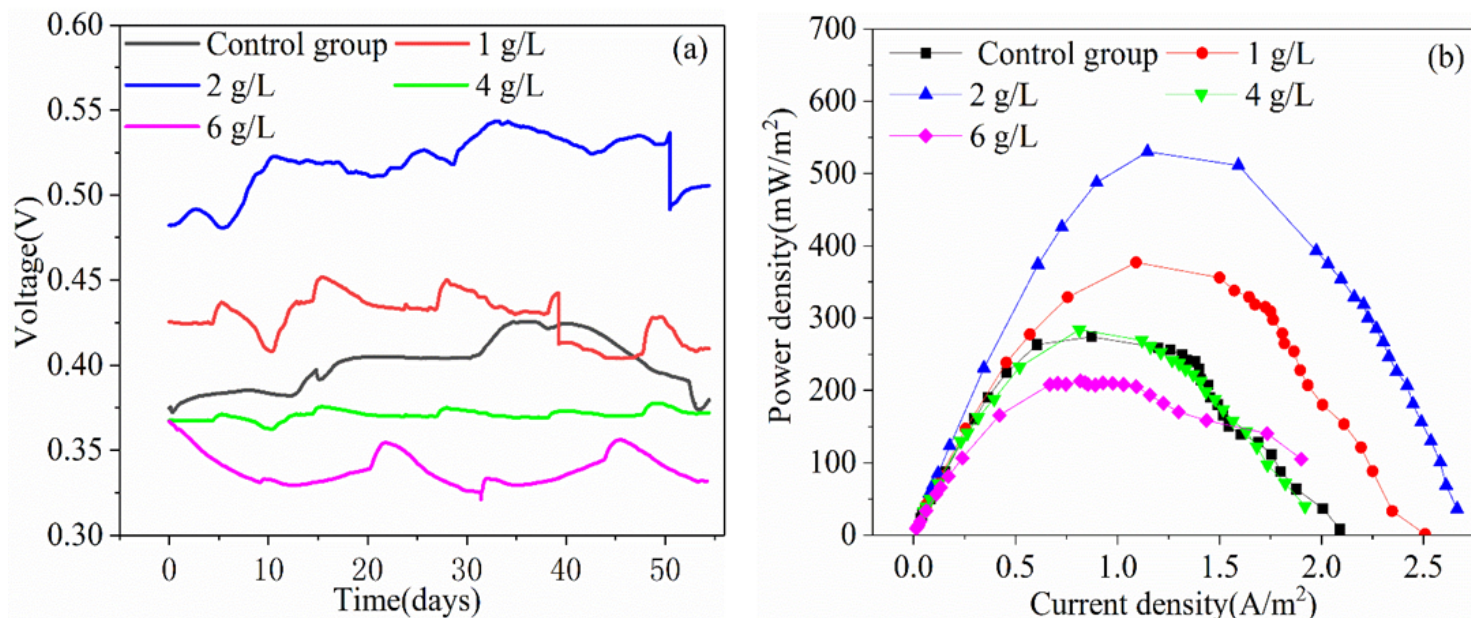 0.60
0.55
0.50
0.45
0.40
0.35
0.30
Voltage(V)
Control group
1 g/L
2 g/L
4 g/L
6 g/L
(a)
0
10
20
30
40
50
Time(days)
700
600
500
400
300
200
100
0
Power density(mW/m²)
Control group
1 g/L
2 g/L
4 g/L
6 g/L
(b)
0.0
0.5
1.0
1.5
2.0
2.5
Current density(A/m²)